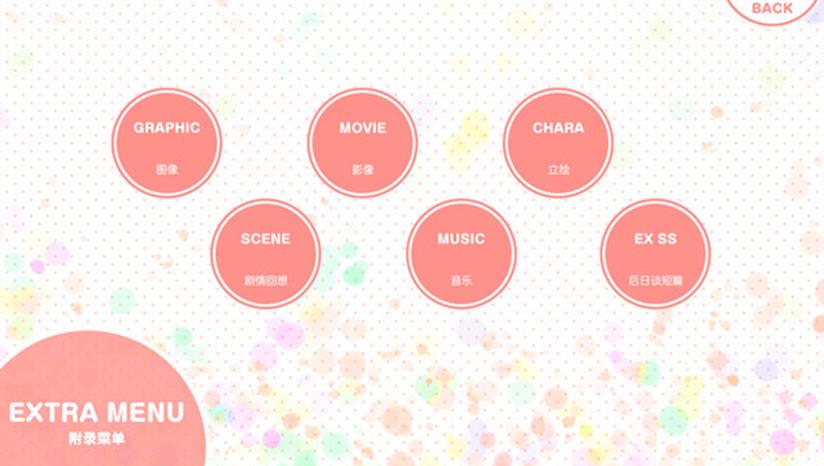 BACK
GRAPHIC
图像
MOVIE
影像
CHARA
立绘
SCENE
剧情回想
MUSIC
音乐
EX SS
后日谈短篇
EXTRA MENU
附录菜单